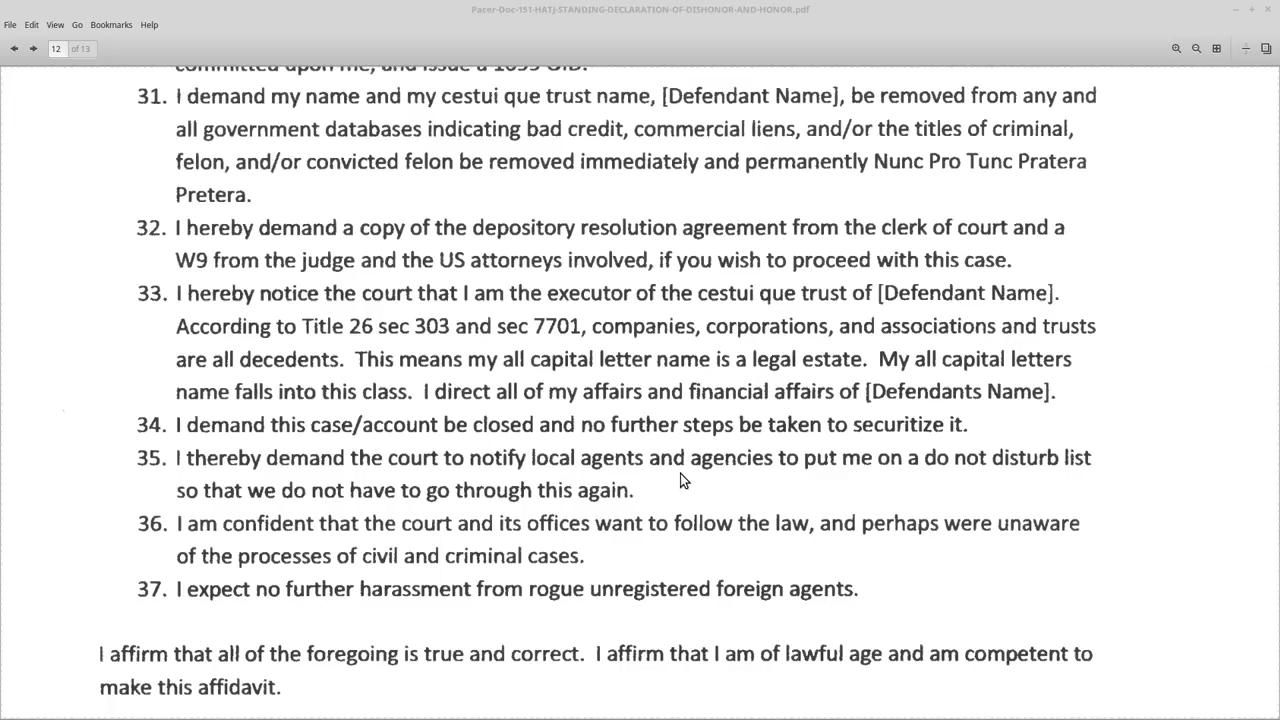 Pacer-Doc-151-HATJ-STANDING-DECLARATION-OF-DISHONOR-AND-HONOR.pdf
File Edit View Go Bookmarks Help
12 of 13
committed upon me, and issue a 1099 OID.
31. I demand my name and my cestui que trust name, [Defendant Name], be removed from any and
all government databases indicating bad credit, commercial liens, and/or the titles of criminal,
felon, and/or convicted felon be removed immediately and permanently Nunc Pro Tunc Pratera
Pretera.
32. I hereby demand a copy of the depository resolution agreement from the clerk of court and a
W9 from the judge and the US attorneys involved, if you wish to proceed with this case.
33. I hereby notice the court that I am the executor of the cestui que trust of [Defendant Name].
According to Title 26 sec 303 and sec 7701, companies, corporations, and associations and trusts
are all decedents. This means my all capital letter name is a legal estate. My all capital letters
name falls into this class. I direct all of my affairs and financial affairs of [Defendants Name].
34. I demand this case/account be closed and no further steps be taken to securitize it.
35. I thereby demand the court to notify local agents and agencies to put me on a do not disturb list
so that we do not have to go through this again.
36. I am confident that the court and its offices want to follow the law, and perhaps were unaware
of the processes of civil and criminal cases.
37. I expect no further harassment from rogue unregistered foreign agents.
I affirm that all of the foregoing is true and correct. I affirm that I am of lawful age and am competent to
make this affidavit.